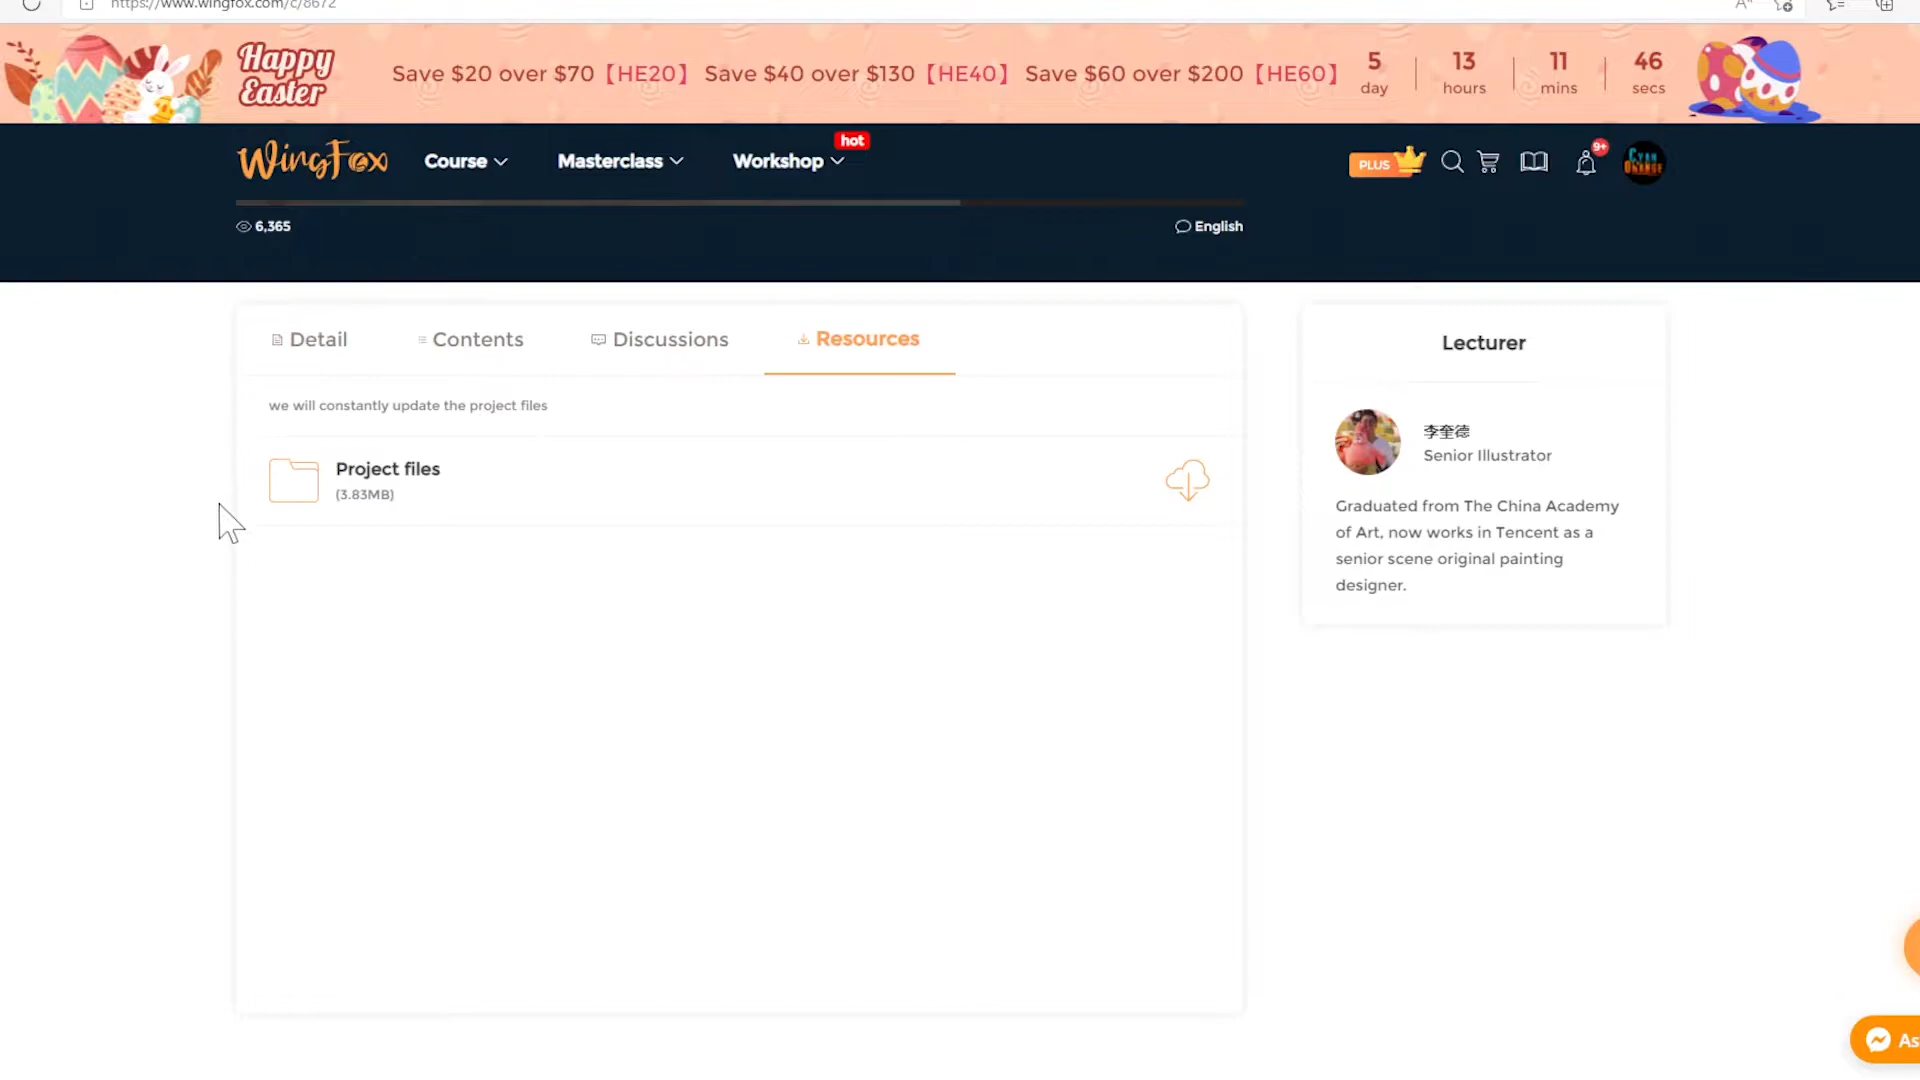 https://www.wingfox.com/c/8672
Happy Easter
Save $20 over $70【HE20】 Save $40 over $130【HE40】 Save $60 over $200【HE60】
5 day
13 hours
11 mins
46 secs
WingFox
Course
Masterclass
Workshop
hot
PLUS
9+
CYAN ORANGE
6,365
English
Detail
Contents
Discussions
Resources
we will constantly update the project files
Project files
(3.83MB)
Lecturer
李奎德
Senior Illustrator
Graduated from The China Academy
of Art, now works in Tencent as a
senior scene original painting
designer.
As